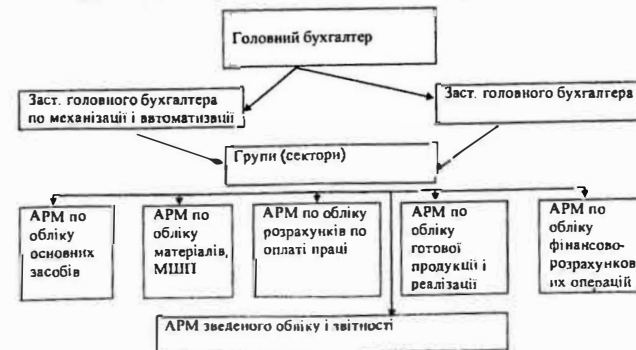 Головний бухгалтер
Заст. головного бухгалтера
по механізації і автоматизації
Заст. головного бухгалтера
Групи (сектори)
АРМ по
обліку
основних
засобів
АРМ по
обліку
матеріалів,
МШП
АРМ по обліку
розрахунків по
оплаті праці
АРМ по
обліку
готової
продукції і
реалізації
АРМ по
обліку
фінансово-
розрахунков
их операцій
АРМ зведеного обліку і звітності